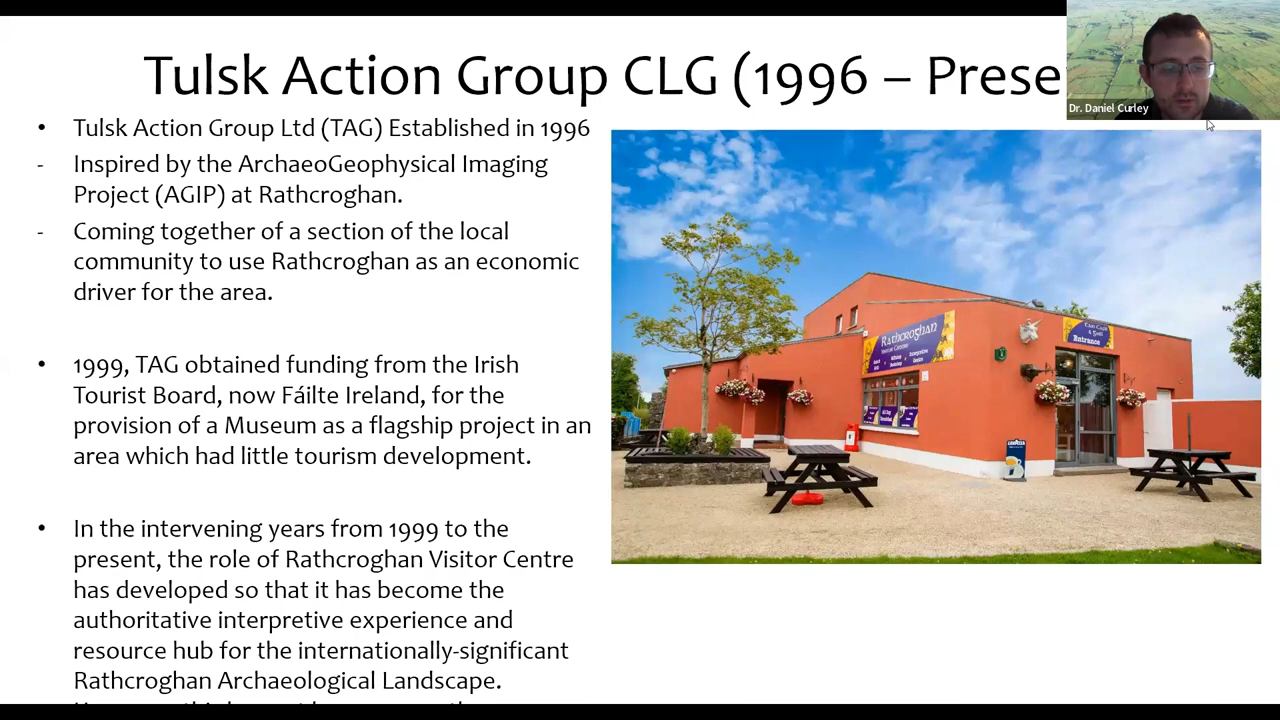 Tulsk Action Group CLG (1996 – Prese
Dr. Daniel Curley
• Tulsk Action Group Ltd (TAG) Established in 1996
- Inspired by the ArchaeoGeophysical Imaging
Project (AGIP) at Rathcroghan.
- Coming together of a section of the local
community to use Rathcroghan as an economic
driver for the area.
• 1999, TAG obtained funding from the Irish
Tourist Board, now Fáilte Ireland, for the
provision of a Museum as a flagship project in an
area which had little tourism development.
• In the intervening years from 1999 to the
present, the role of Rathcroghan Visitor Centre
has developed so that it has become the
authoritative interpretive experience and
resource hub for the internationally-significant
Rathcroghan Archaeological Landscape.
Rathcroghan
Entrance
LAVAZZA